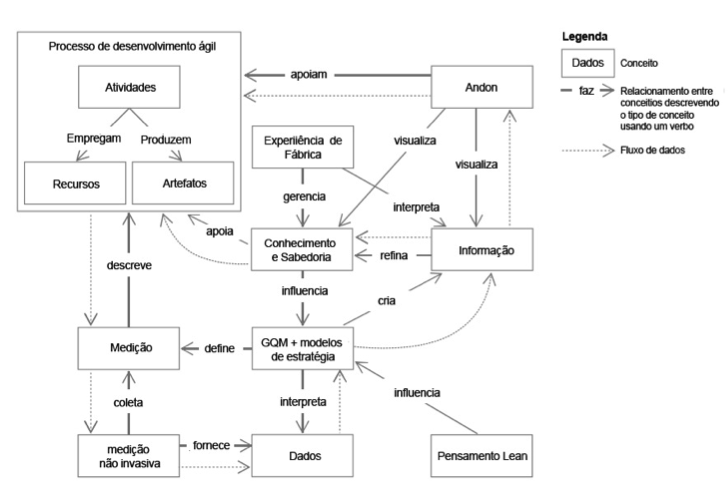 Processo de desenvolvimento ágil
Atividades
Empregam
Produzem
Recursos
Artefatos
apoiam
Andon
Legenda
Dados
Conceito
faz
Relacionamento entre
conceitios descrevendo
o tipo de conceito
usando um verbo
Fluxo de dados
Experiiência de
Fábrica
visualiza
visualiza
gerencia
interpreta
apoia
Conhecimento
e Sabedoria
refina
Informação
descreve
influencia
cria
Medição
define
GQM + modelos
de estratégia
coleta
interpreta
influencia
medição
não invasiva
fornece
Dados
Pensamento Lean